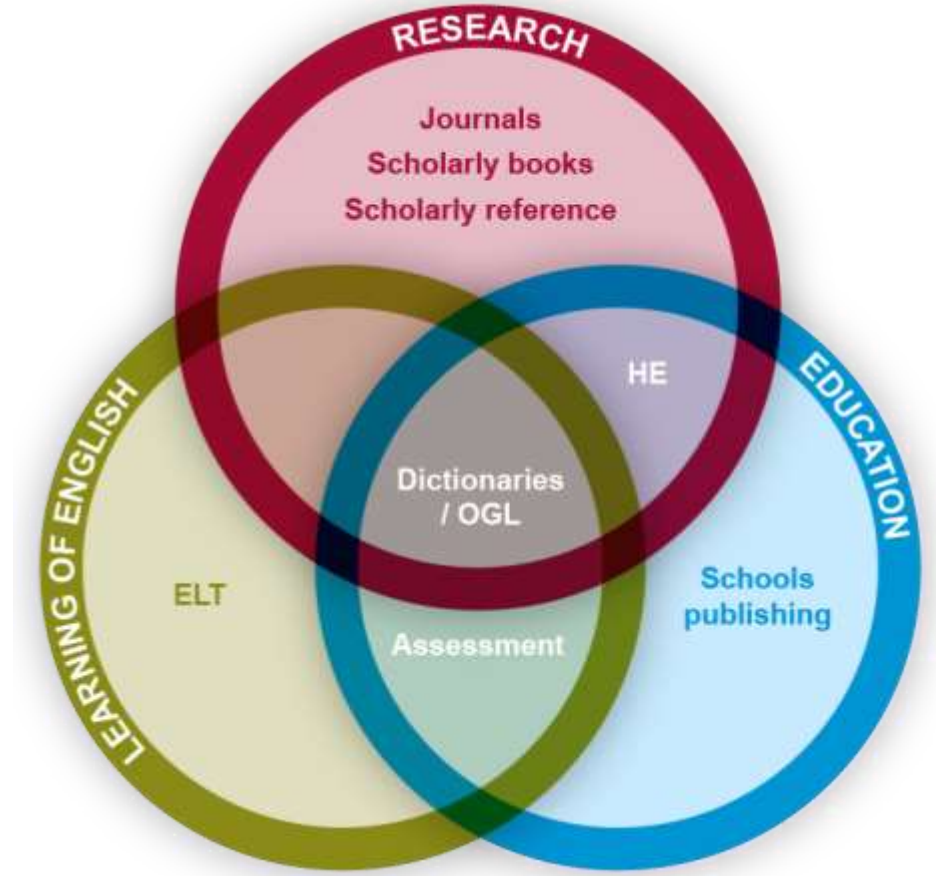 RESEARCH
Journals
Scholarly books
Scholarly reference
HE
EDUCATION
LEARNING OF ENGLISH
Dictionaries
/ OGL
ELT
Schools
publishing
Assessment